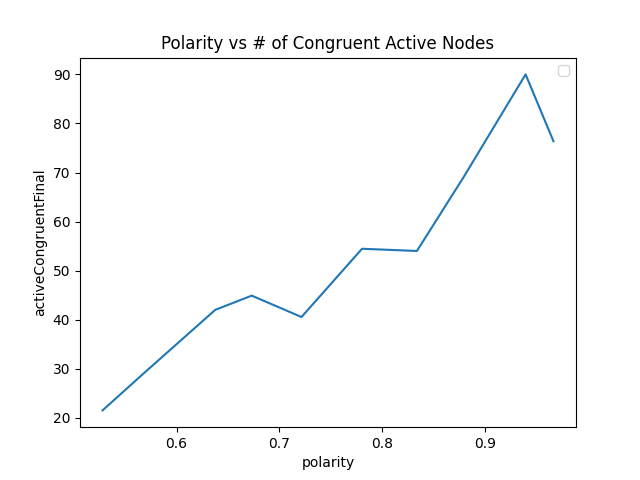 Polarity vs # of Congruent Active Nodes
90
80
70
60
50
40
30
20
activeCongruentFinal
0.6 0.7 0.8 0.9
polarity